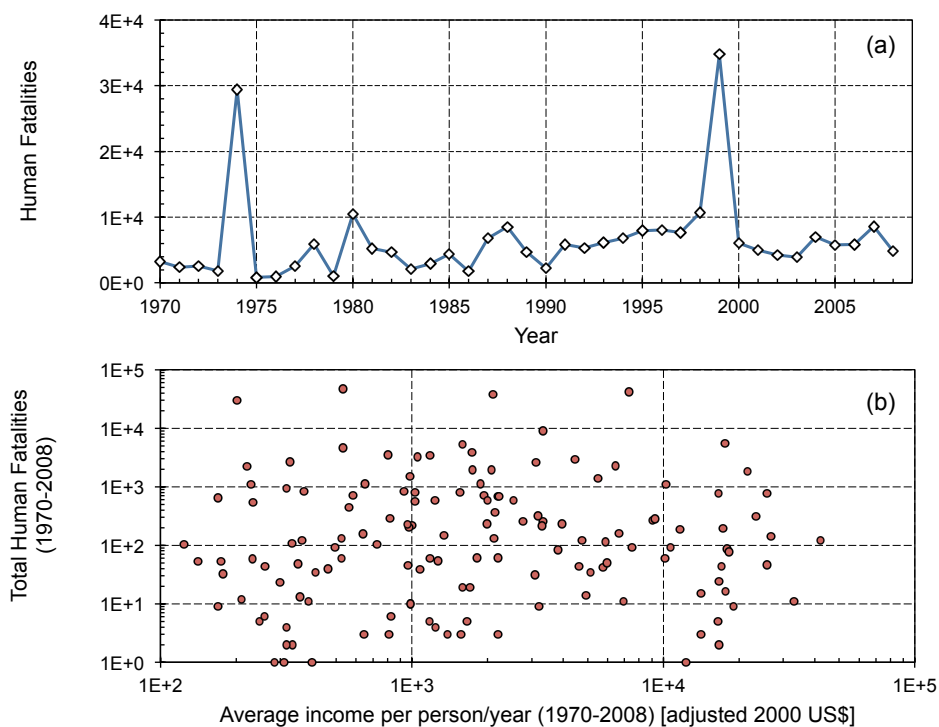 (a)
Human Fatalities
4E+4
3E+4
2E+4
1E+4
0E+0
1970 1975 1980 1985 1990 1995 2000 2005
Year
(b)
Total Human Fatalities
(1970-2008)
1E+5
1E+4
1E+3
1E+2
1E+1
1E+0
1E+2 1E+3 1E+4 1E+5
Average income per person/year (1970-2008) [adjusted 2000 US$]